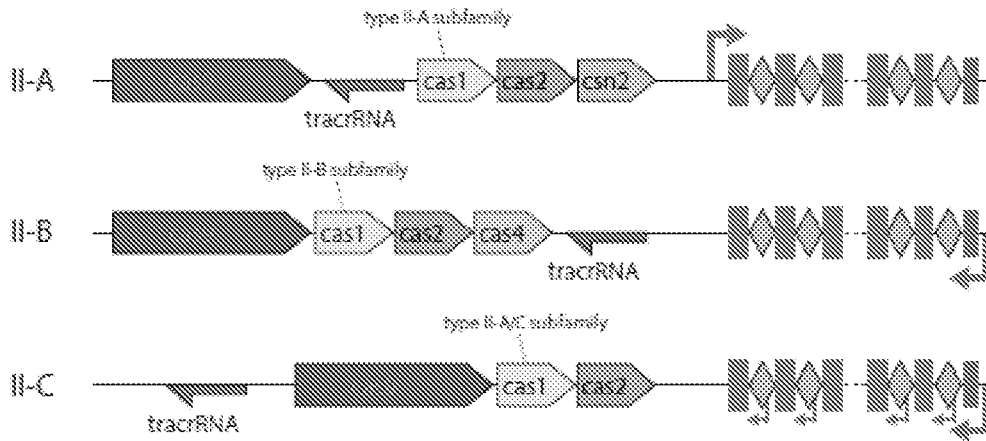 type II-A subfamily
II-A
cas1
cas2
csn2
tracrRNA
type II-B subfamily
II-B
cas1
cas2
cas4
tracrRNA
type II-A/C subfamily
II-C
cas1
cas2
tracrRNA